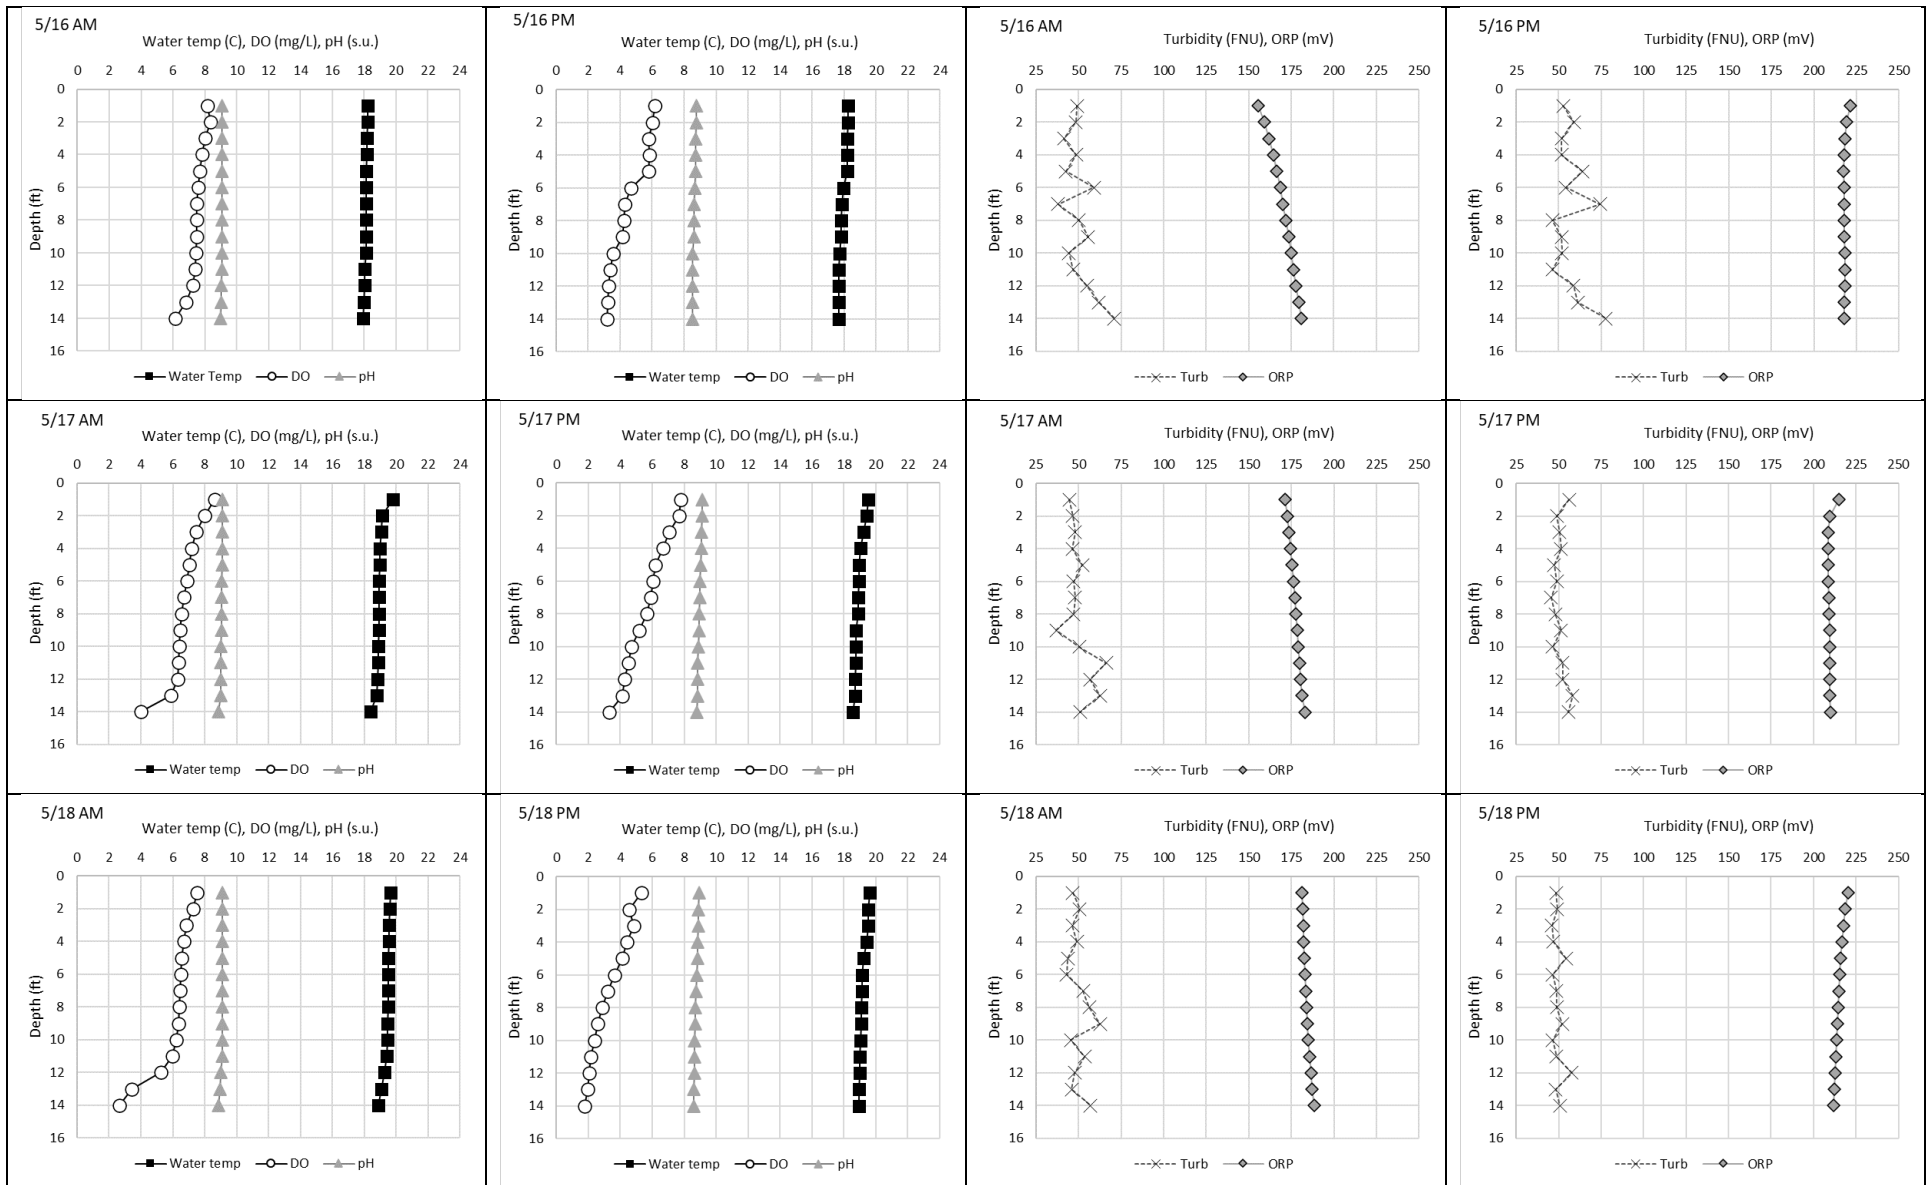 5/16 AM
Water temp (C), DO (mg/L), pH (s.u.)
0 2 4 6 8 10 12 14 16 18 20 22 24
0
2
4
6
8
10
12
14
16
Depth (ft)
Water Temp DO pH
5/16 PM
Water temp (C), DO (mg/L), pH (s.u.)
0 2 4 6 8 10 12 14 16 18 20 22 24
0
2
4
6
8
10
12
14
16
Depth (ft)
Water temp DO pH
5/16 AM
Turbidity (FNU), ORP (mV)
25 50 75 100 125 150 175 200 225 250
0
2
4
6
8
10
12
14
16
Depth (ft)
Turb ORP
5/16 PM
Turbidity (FNU), ORP (mV)
25 50 75 100 125 150 175 200 225 250
0
2
4
6
8
10
12
14
16
Depth (ft)
Turb ORP
5/17 AM
Water temp (C), DO (mg/L), pH (s.u.)
0 2 4 6 8 10 12 14 16 18 20 22 24
0
2
4
6
8
10
12
14
16
Depth (ft)
Water temp DO pH
5/17 PM
Water temp (C), DO (mg/L), pH (s.u.)
0 2 4 6 8 10 12 14 16 18 20 22 24
0
2
4
6
8
10
12
14
16
Depth (ft)
Water temp DO pH
5/17 AM
Turbidity (FNU), ORP (mV)
25 50 75 100 125 150 175 200 225 250
0
2
4
6
8
10
12
14
16
Depth (ft)
Turb ORP
5/17 PM
Turbidity (FNU), ORP (mV)
25 50 75 100 125 150 175 200 225 250
0
2
4
6
8
10
12
14
16
Depth (ft)
Turb ORP
5/18 AM
Water temp (C), DO (mg/L), pH (s.u.)
0 2 4 6 8 10 12 14 16 18 20 22 24
0
2
4
6
8
10
12
14
16
Depth (ft)
Water temp DO pH
5/18 PM
Water temp (C), DO (mg/L), pH (s.u.)
0 2 4 6 8 10 12 14 16 18 20 22 24
0
2
4
6
8
10
12
14
16
Depth (ft)
Water temp DO pH
5/18 AM
Turbidity (FNU), ORP (mV)
25 50 75 100 125 150 175 200 225 250
0
2
4
6
8
10
12
14
16
Depth (ft)
Turb ORP
5/18 PM
Turbidity (FNU), ORP (mV)
25 50 75 100 125 150 175 200 225 250
0
2
4
6
8
10
12
14
16
Depth (ft)
Turb ORP